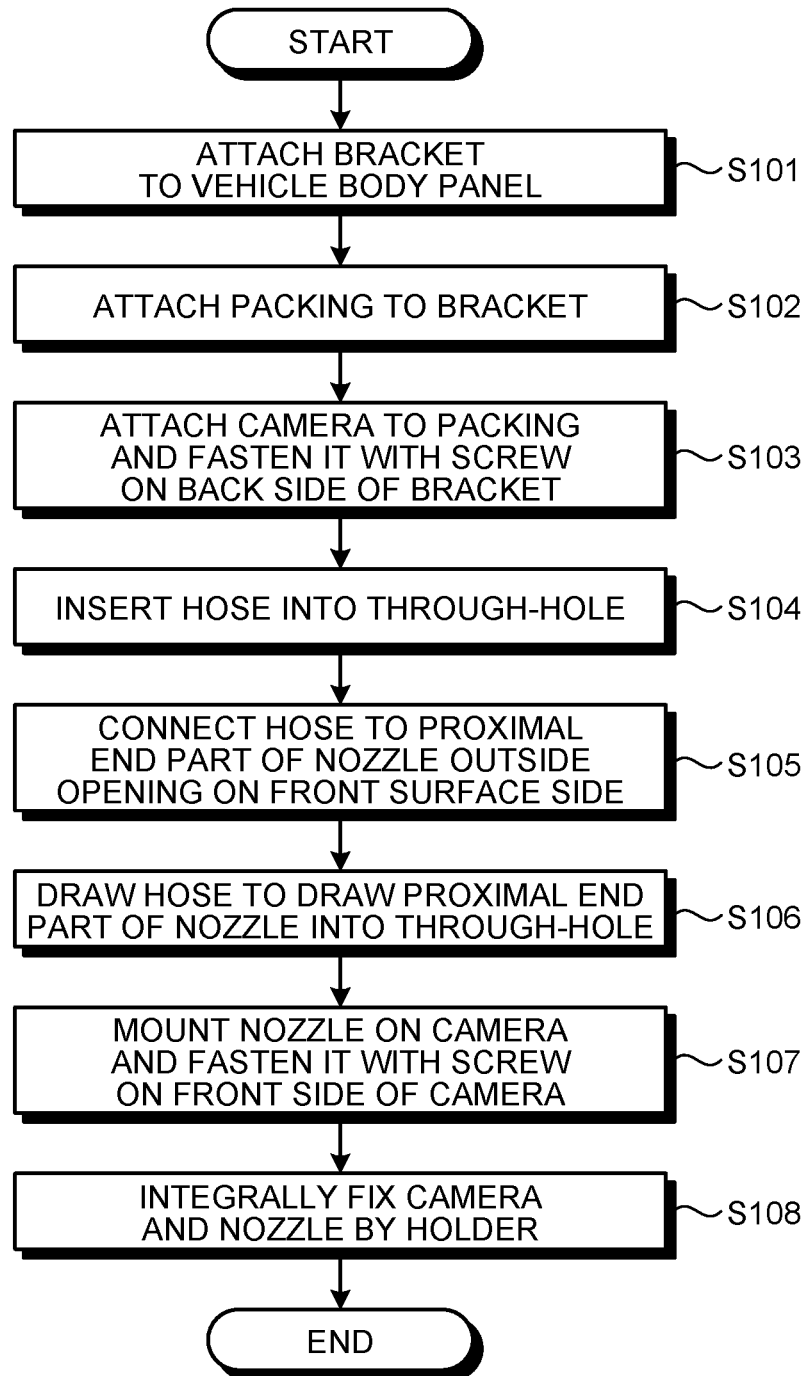 START
ATTACH BRACKET
TO VEHICLE BODY PANEL
S101
ATTACH PACKING TO BRACKET
S102
ATTACH CAMERA TO PACKING
AND FASTEN IT WITH SCREW
ON BACK SIDE OF BRACKET
S103
INSERT HOSE INTO THROUGH-HOLE
S104
CONNECT HOSE TO PROXIMAL
END PART OF NOZZLE OUTSIDE
OPENING ON FRONT SURFACE SIDE
S105
DRAW HOSE TO DRAW PROXIMAL END
PART OF NOZZLE INTO THROUGH-HOLE
S106
MOUNT NOZZLE ON CAMERA
AND FASTEN IT WITH SCREW
ON FRONT SIDE OF CAMERA
S107
INTEGRALLY FIX CAMERA
AND NOZZLE BY HOLDER
S108
END